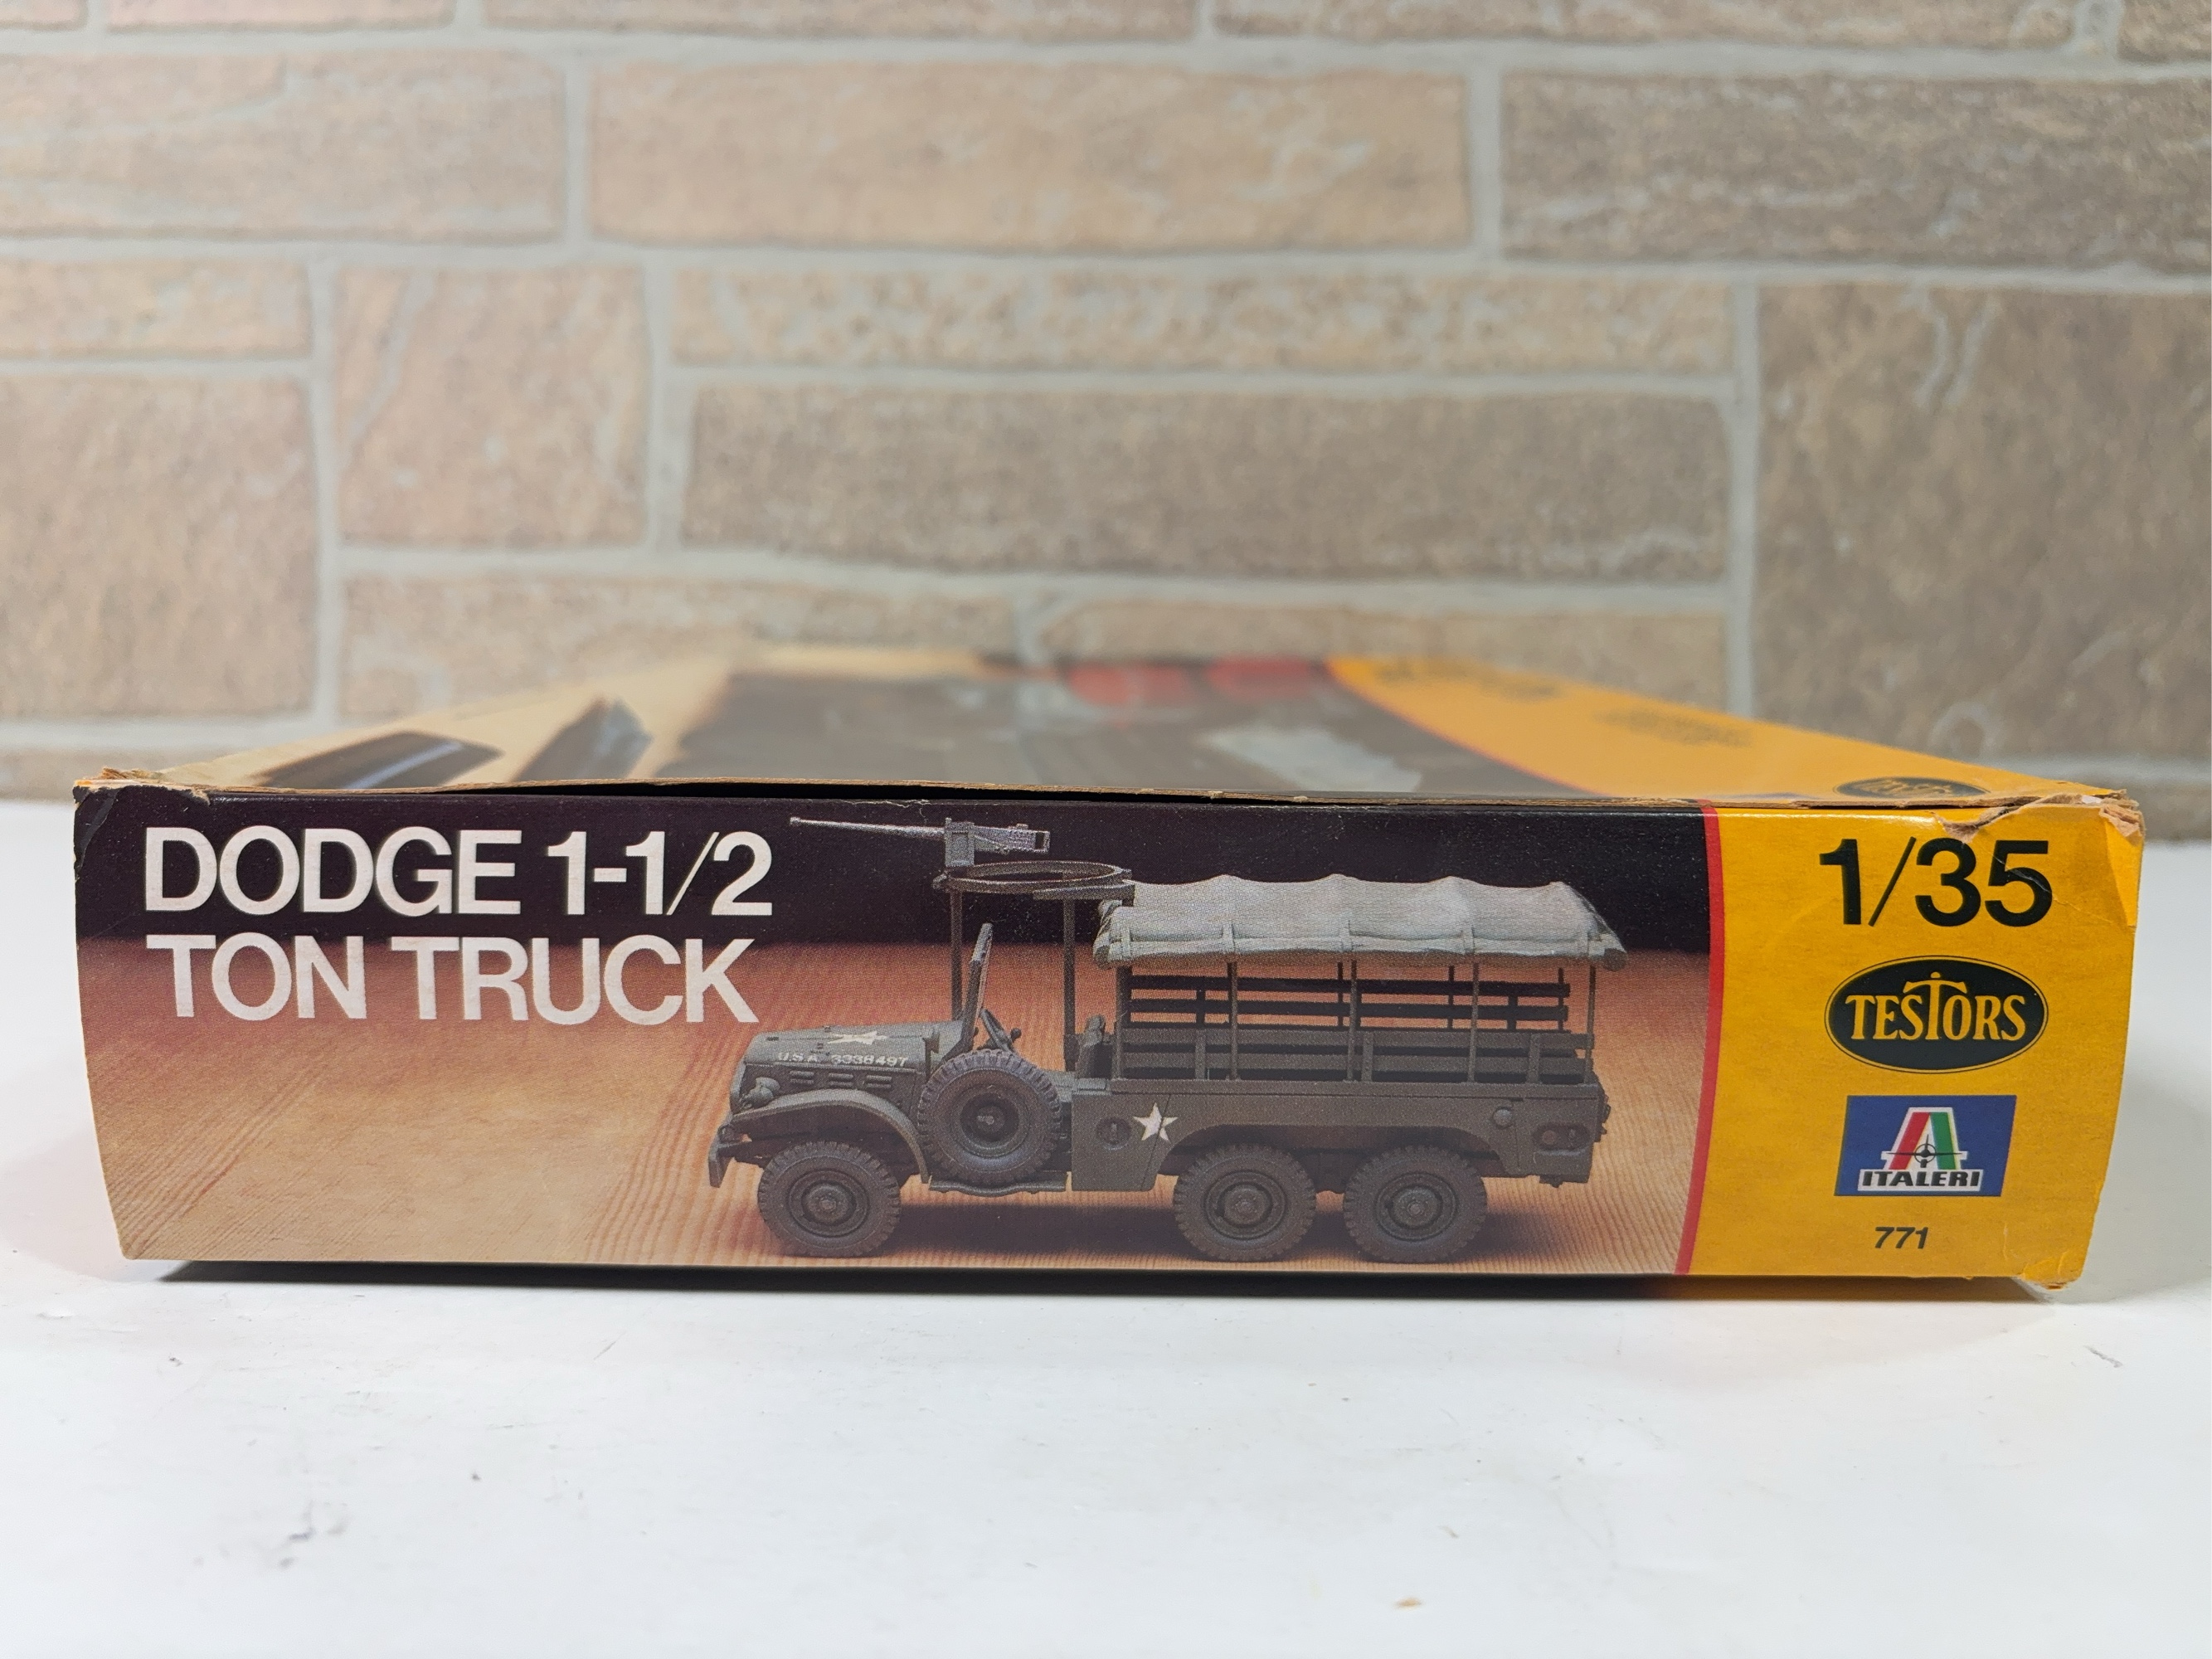 DODGE 1-1/2
TON TRUCK
U.S.A. 3338497
1/35
TESTORS
ITALERI
771